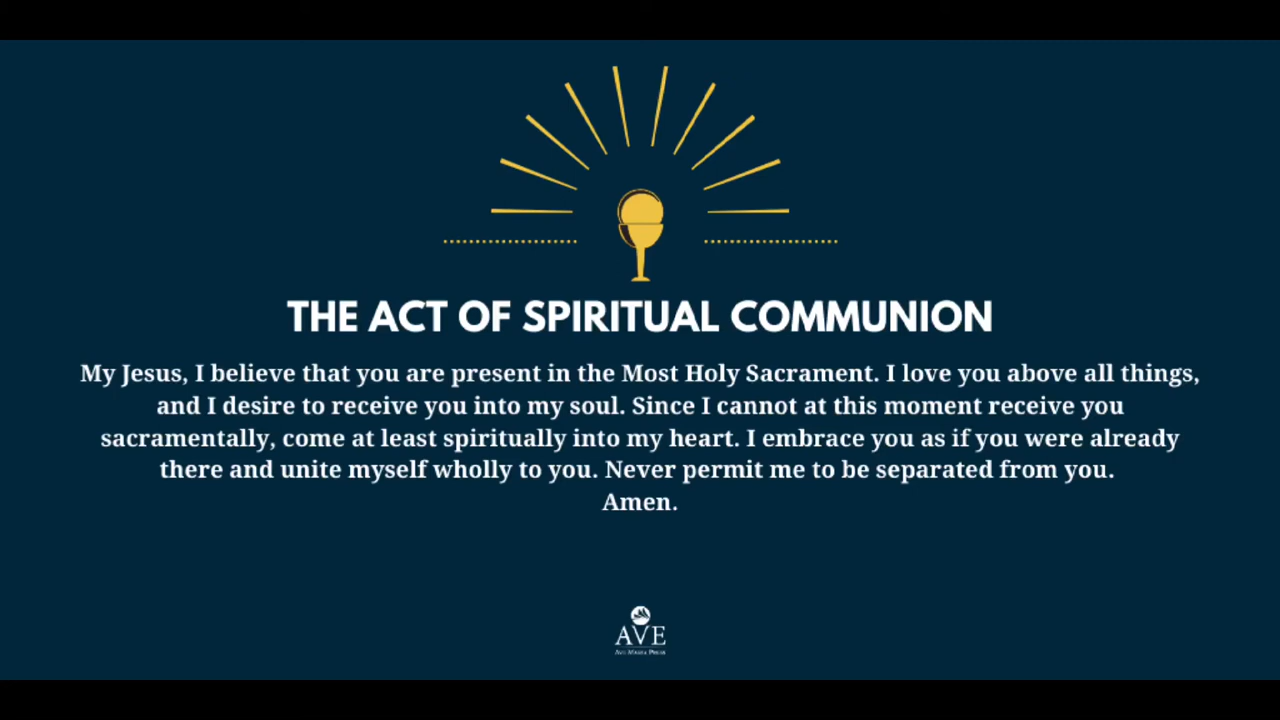 THE ACT OF SPIRITUAL COMMUNION
My Jesus, I believe that you are present in the Most Holy Sacrament. I love you above all things,
and I desire to receive you into my soul. Since I cannot at this moment receive you
sacramentally, come at least spiritually into my heart. I embrace you as if you were already
there and unite myself wholly to you. Never permit me to be separated from you.
Amen.
AVE
Ave Maria Press